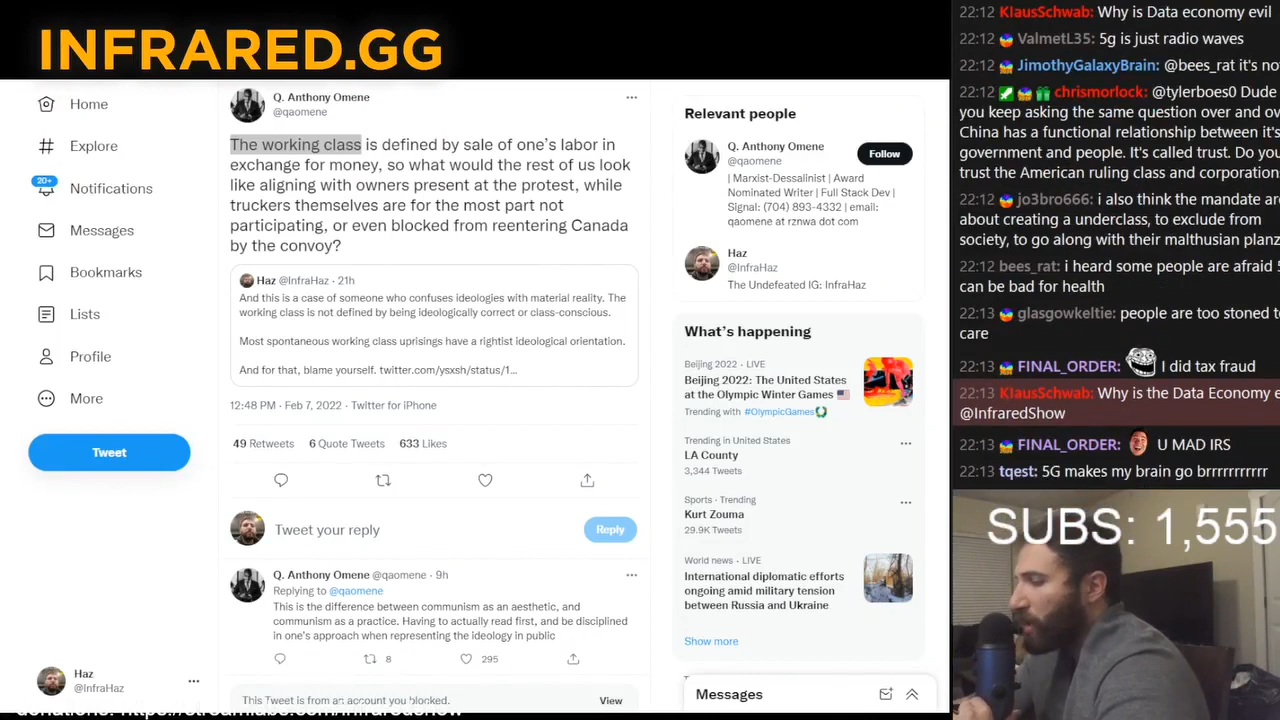 INFRARED.GG
Home
Explore
20+
Notifications
Messages
Bookmarks
Lists
Profile
More
Tweet
Haz
@InfraHaz
Q. Anthony Omene
@qaomene
The working class is defined by sale of one's labor in
exchange for money, so what would the rest of us look
like aligning with owners present at the protest, while
truckers themselves are for the most part not
participating, or even blocked from reentering Canada
by the convoy?
Haz @InfraHaz · 21h
And this is a case of someone who confuses ideologies with material reality. The
working class is not defined by being ideologically correct or class-conscious.
Most spontaneous working class uprisings have a rightist ideological orientation.
And for that, blame yourself. twitter.com/ysxsh/status/1...
12:48 PM · Feb 7, 2022 · Twitter for iPhone
49 Retweets 6 Quote Tweets 633 Likes
Tweet your reply
Reply
Q. Anthony Omene @qaomene · 9h
Replying to @qaomene
This is the difference between communism as an aesthetic, and
communism as a practice. Having to actually read first, and be disciplined
in one's approach when representing the ideology in public
8 295
This Tweet is from an account you blocked. View
Relevant people
Q. Anthony Omene
@qaomene
Follow
| Marxist-Dessalinist | Award
Nominated Writer | Full Stack Dev |
Signal: (704) 893-4332 | email:
qaomene at rznwa dot com
Haz
@InfraHaz
The Undefeated IG: InfraHaz
What's happening
Beijing 2022 · LIVE
Beijing 2022: The United States
at the Olympic Winter Games
Trending with #OlympicGames
Trending in United States
LA County
3,344 Tweets
Sports · Trending
Kurt Zouma
29.9K Tweets
World news · LIVE
International diplomatic efforts
ongoing amid military tension
between Russia and Ukraine
Show more
Messages
22:12 KlausSchwab: Why is Data economy evil
22:12 ValmetL35: 5g is just radio waves
22:12 JimothyGalaxyBrain: @bees_rat it's no
22:12 chrismorlock: @tylerboes0 Dude
you keep asking the same question over and ov
China has a functional relationship between it's
government and people. It's called trust. Do you
trust the American ruling class and corporations
22:12 jo3bro666: i also think the mandate are
about creating a underclass, to exclude from
society, to go along with their malthusian planz
22:12 bees_rat: i heard some people are afraid 5
can be bad for health
22:13 glasgowkeltie: people are too stoned to
care
22:13 FINAL_ORDER: I did tax fraud
22:13 KlausSchwab: Why is the Data Economy e
@InfraredShow
22:13 FINAL_ORDER: U MAD IRS
22:13 tqest: 5G makes my brain go brrrrrrrrrr
SUBS: 1,555